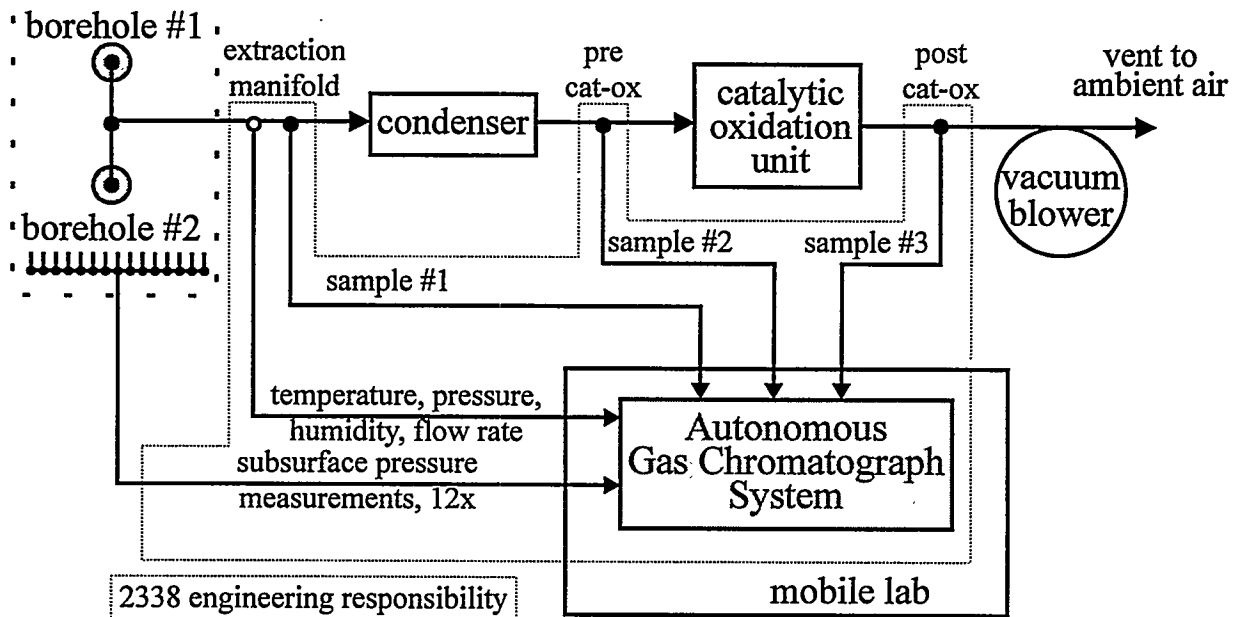 borehole #1
extraction
manifold
pre
cat-ox
post
cat-ox
vent to
ambient air
condenser
catalytic
oxidation
unit
vacuum
blower
borehole #2
sample #1
sample #2
sample #3
temperature, pressure,
humidity, flow rate
subsurface pressure
measurements, 12x
Autonomous
Gas Chromatograph
System
mobile lab
2338 engineering responsibility